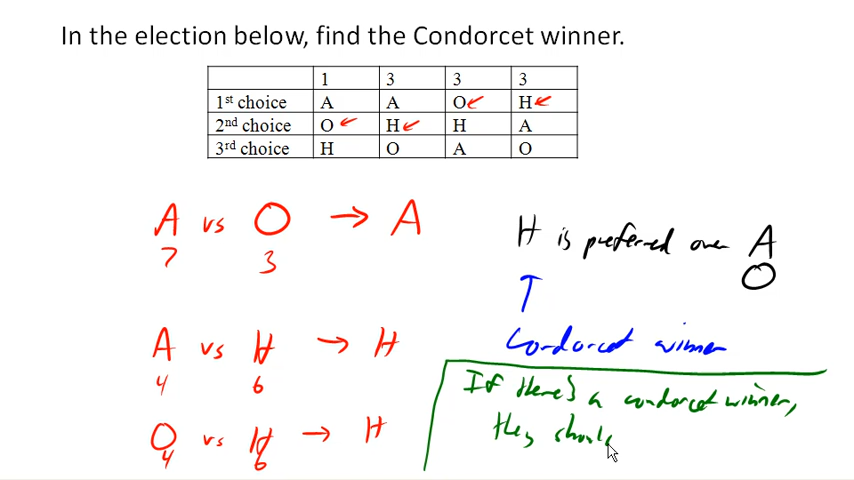 In the election below, find the Condorcet winner.
1 3 3 3
1st choice A A O H
2nd choice O H H A
3rd choice H O A O
A vs O → A
7 3
A vs H → H
4 6
O vs H → H
4 6
H is preferred over A
O
↑
Condorcet winner
If there's a condorcet winner,
they should